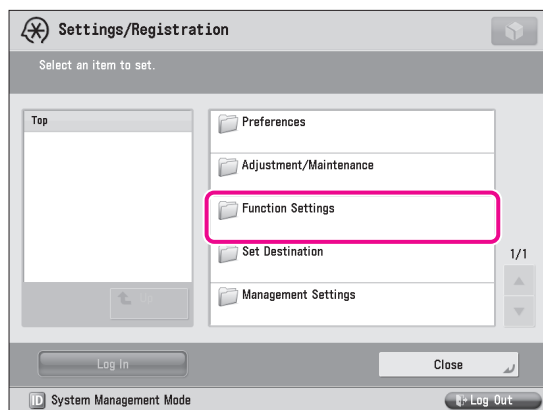 Settings/Registration
Select an item to set.
Top
Preferences
Adjustment/Maintenance
Function Settings
Set Destination
1/1
Management Settings
Up
Log In
Close
ID System Management Mode
Log Out